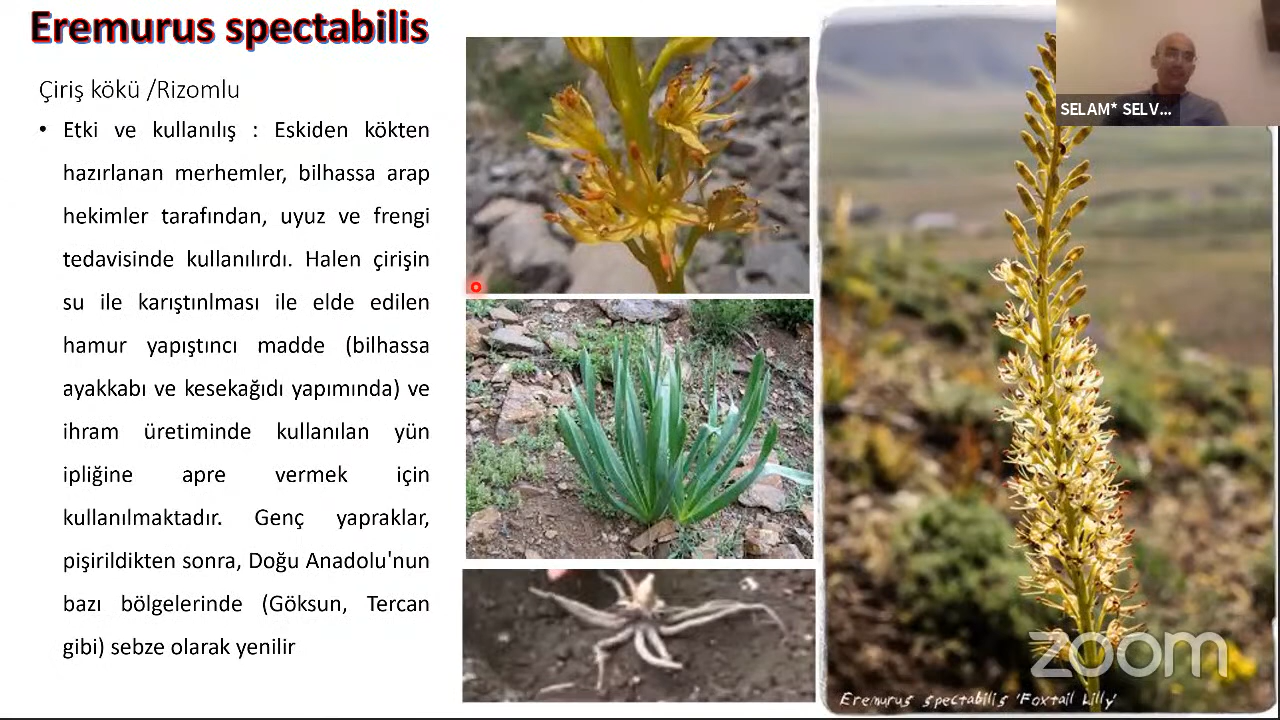 Eremurus spectabilis
Çiriş kökü /Rizomlu
• Etki ve kullanılış : Eskiden kökten
hazırlanan merhemler, bilhassa arap
hekimler tarafından, uyuz ve frengi
tedavisinde kullanılırdı. Halen çirişin
su ile karıştınlması ile elde edilen
hamur yapıştıncı madde (bilhassa
ayakkabı ve kesekağıdı yapımında) ve
ihram üretiminde kullanılan yün
ipliğine apre vermek için
kullanılmaktadır. Genç yapraklar,
pişirildikten sonra, Doğu Anadolu'nun
bazı bölgelerinde (Göksun, Tercan
gibi) sebze olarak yenilir
SELAM* SELV...
zoom
Eremurus spectabilis 'Foxtail Lilly'